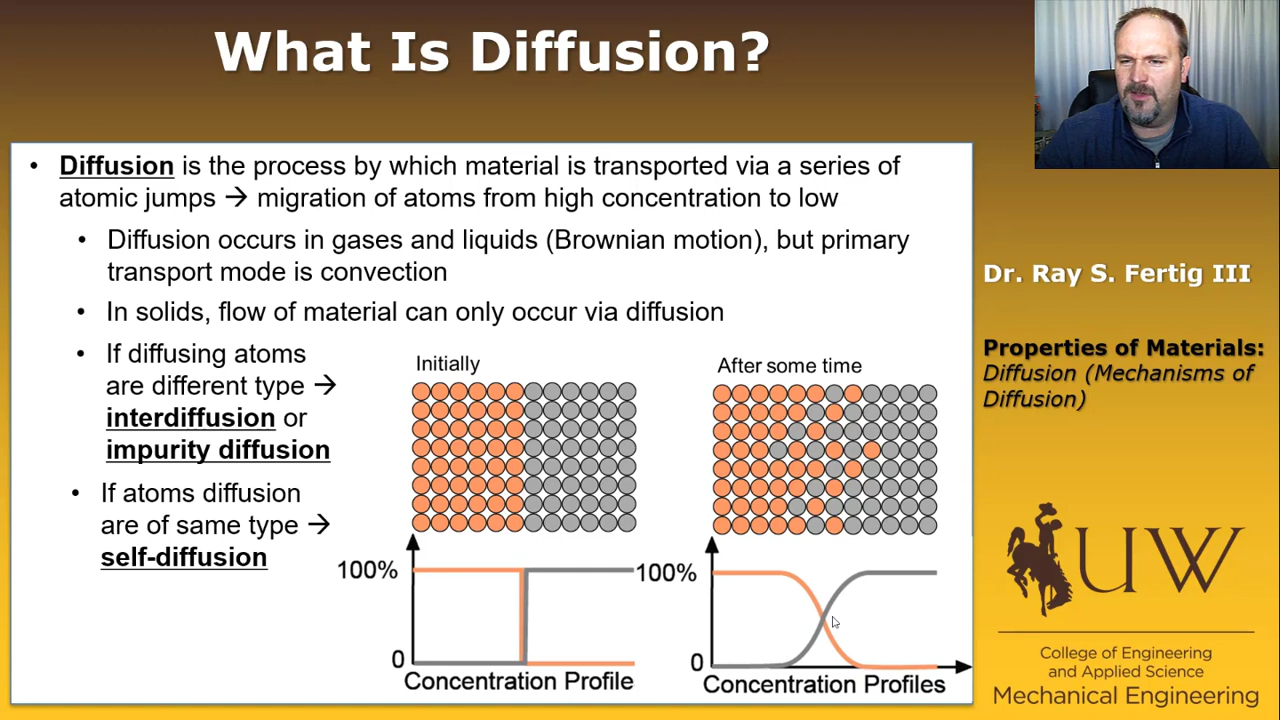 What Is Diffusion?
• Diffusion is the process by which material is transported via a series of
atomic jumps → migration of atoms from high concentration to low
• Diffusion occurs in gases and liquids (Brownian motion), but primary
transport mode is convection
• In solids, flow of material can only occur via diffusion
• If diffusing atoms
are different type →
interdiffusion or
impurity diffusion
• If atoms diffusion
are of same type →
self-diffusion
Initially
100%
0
Concentration Profile
After some time
100%
0
Concentration Profiles
Dr. Ray S. Fertig III
Properties of Materials:
Diffusion (Mechanisms of
Diffusion)
UW
College of Engineering
and Applied Science
Mechanical Engineering